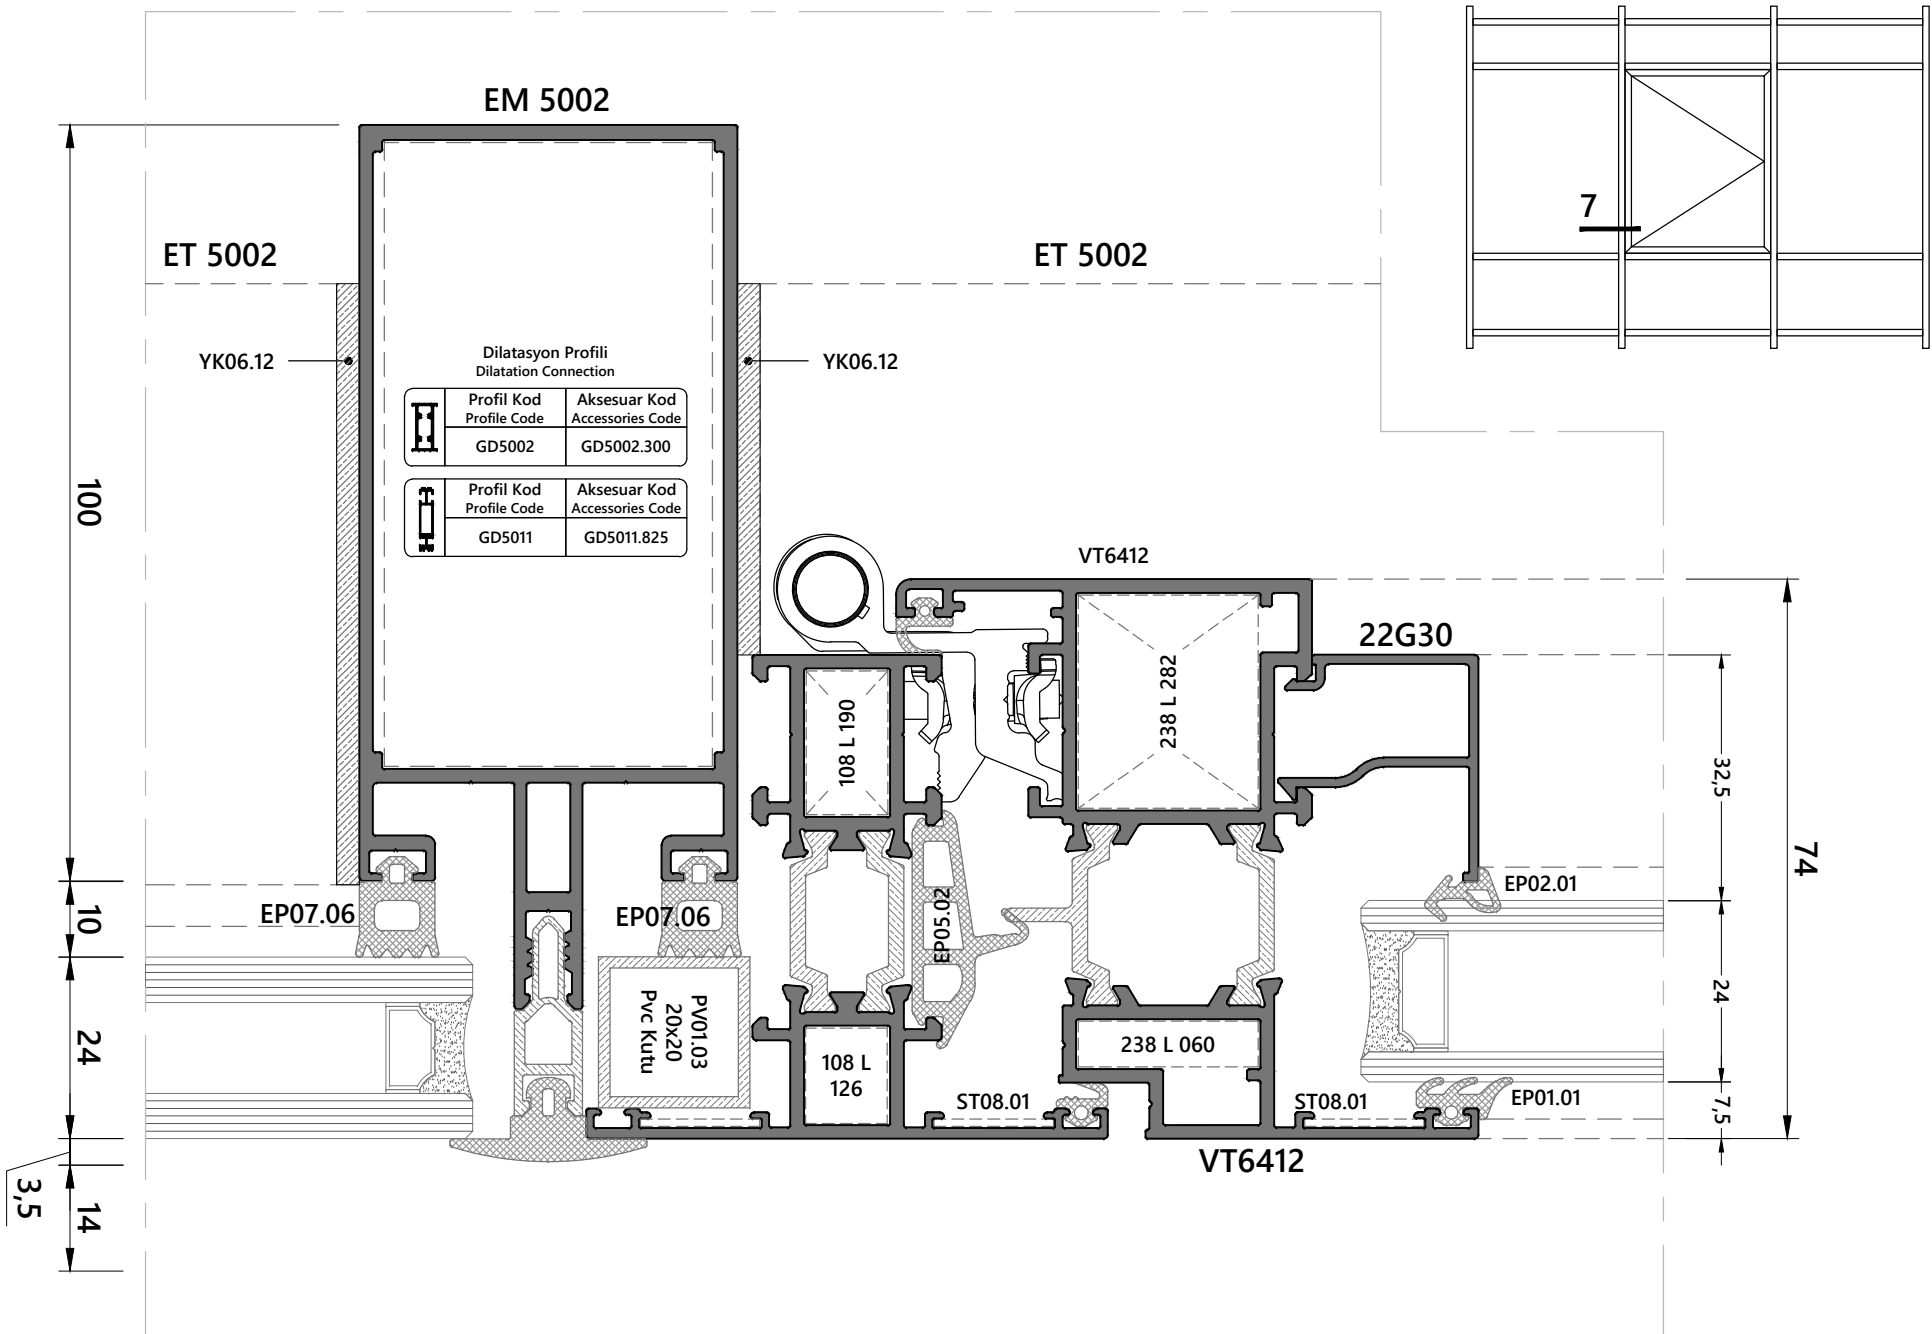 EM 5002
7
ET 5002
ET 5002
YK06.12
YK06.12
Dilatasyon Profili
Dilatation Connection
Profil Kod
Profile Code
Aksesuar Kod
Accessories Code
GD5002
GD5002.300
Profil Kod
Profile Code
Aksesuar Kod
Accessories Code
GD5011
GD5011.825
100
10
24
3,5
14
VT6412
22G30
108 L 190
238 L 282
32,5
74
24
7,5
EP07.06
EP07.06
EP05.02
EP02.01
PV01.03
20x20
Pvc Kutu
108 L
126
238 L 060
ST08.01
ST08.01
EP01.01
VT6412